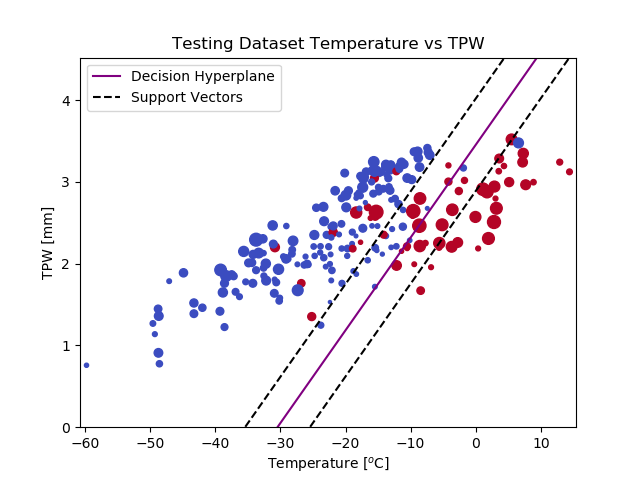 Testing Dataset Temperature vs TPW
Decision Hyperplane
Support Vectors
TPW [mm]
4
3
2
1
0
−60
−50
−40
−30
−20
−10
0
10
Temperature [°C]